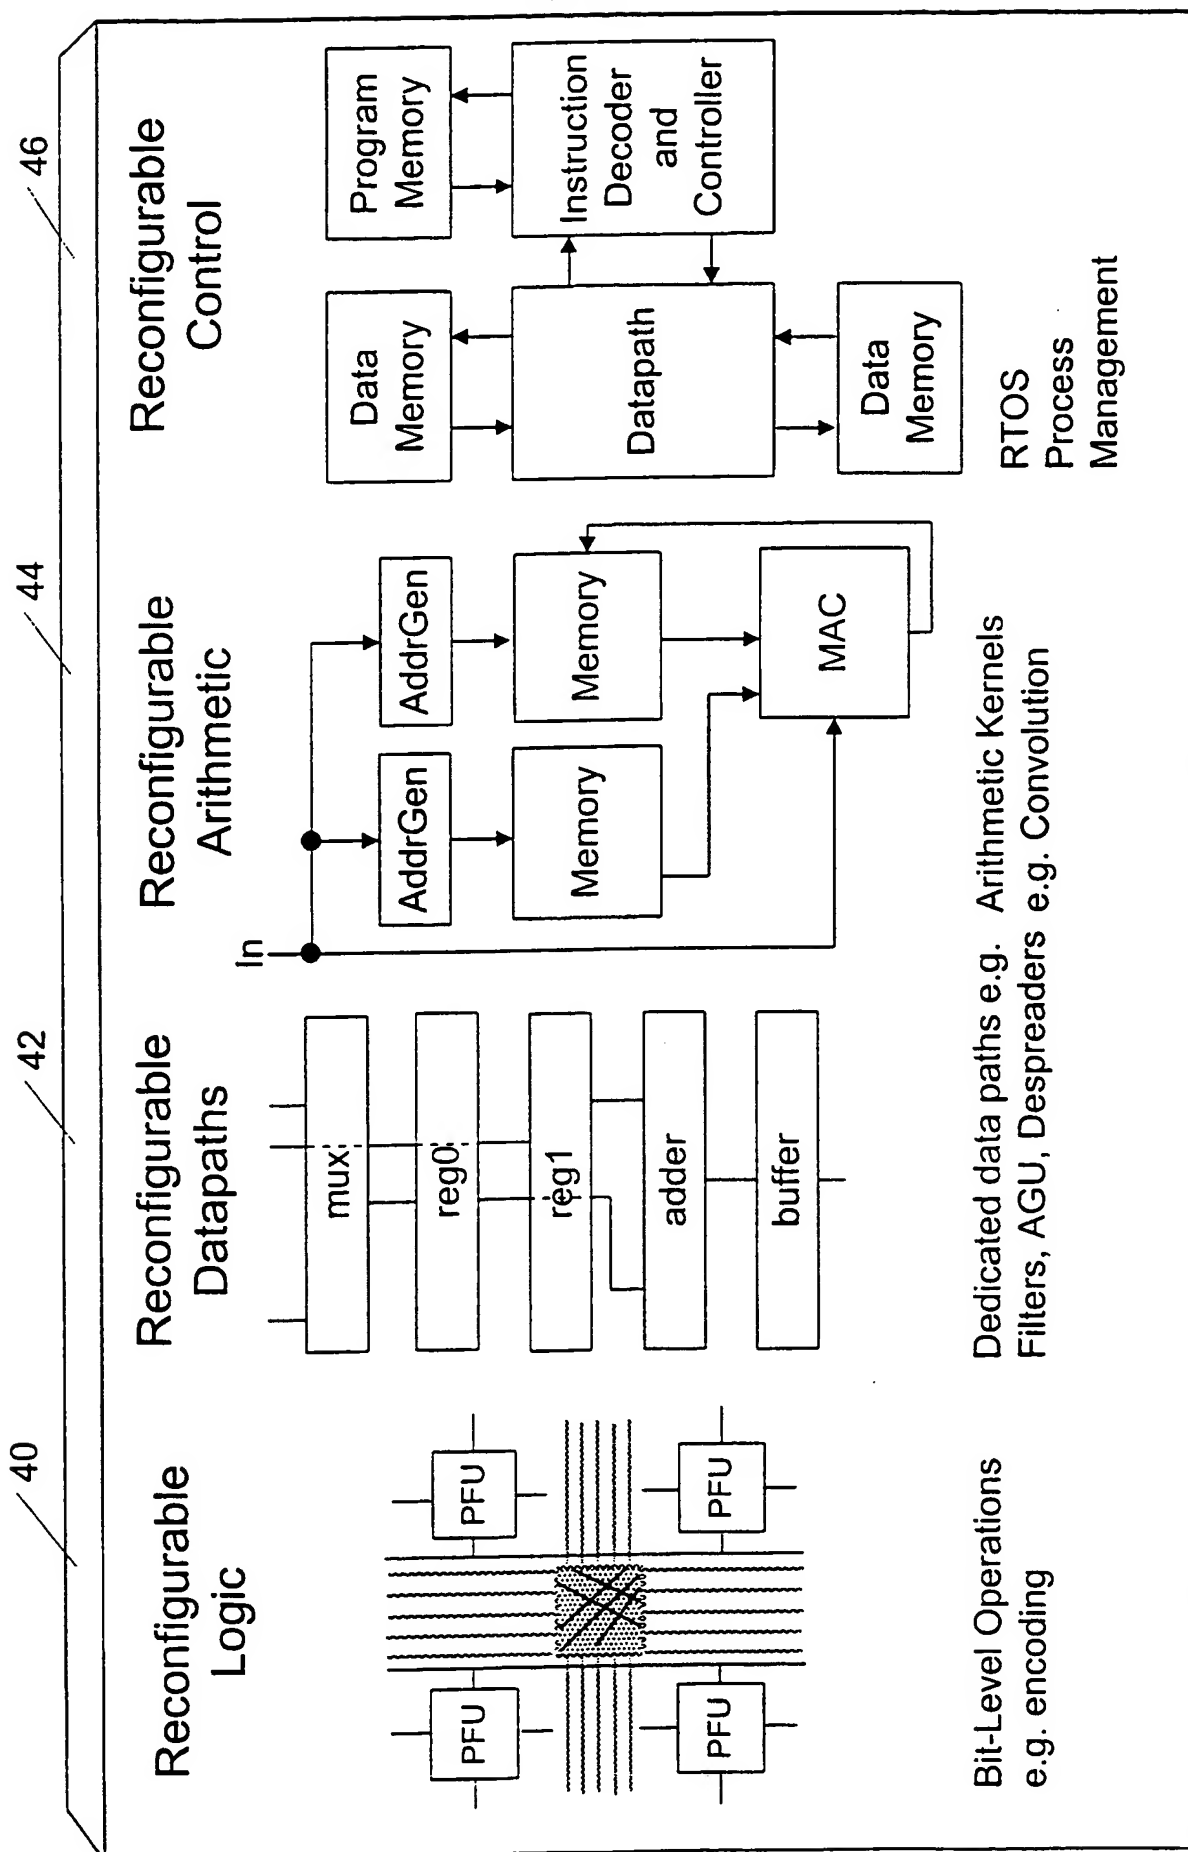 40
42
44
46
Reconfigurable
Logic
PFU
PFU
PFU
PFU
Bit-Level Operations
e.g. encoding
Reconfigurable
Datapaths
mux
reg0
reg1
adder
buffer
Dedicated data paths e.g.
Filters, AGU, Despreaders
Reconfigurable
Arithmetic
In
AddrGen
AddrGen
Memory
Memory
MAC
Arithmetic Kernels
e.g. Convolution
Reconfigurable
Control
Data
Memory
Program
Memory
Datapath
Instruction
Decoder
and
Controller
Data
Memory
RTOS
Process
Management